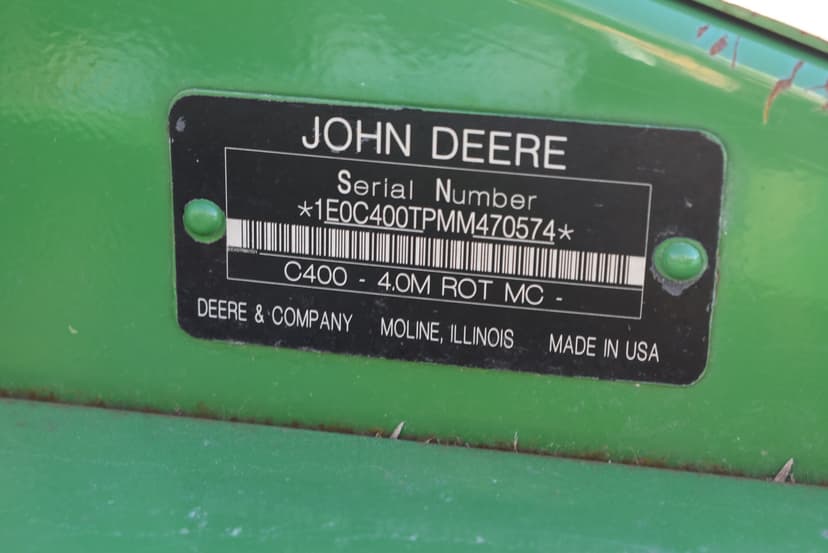 JOHN DEERE
Serial Number
*1E0C400TPMM470574*
C400 - 4.0M ROT MC -
DEERE & COMPANY MOLINE, ILLINOIS MADE IN USA